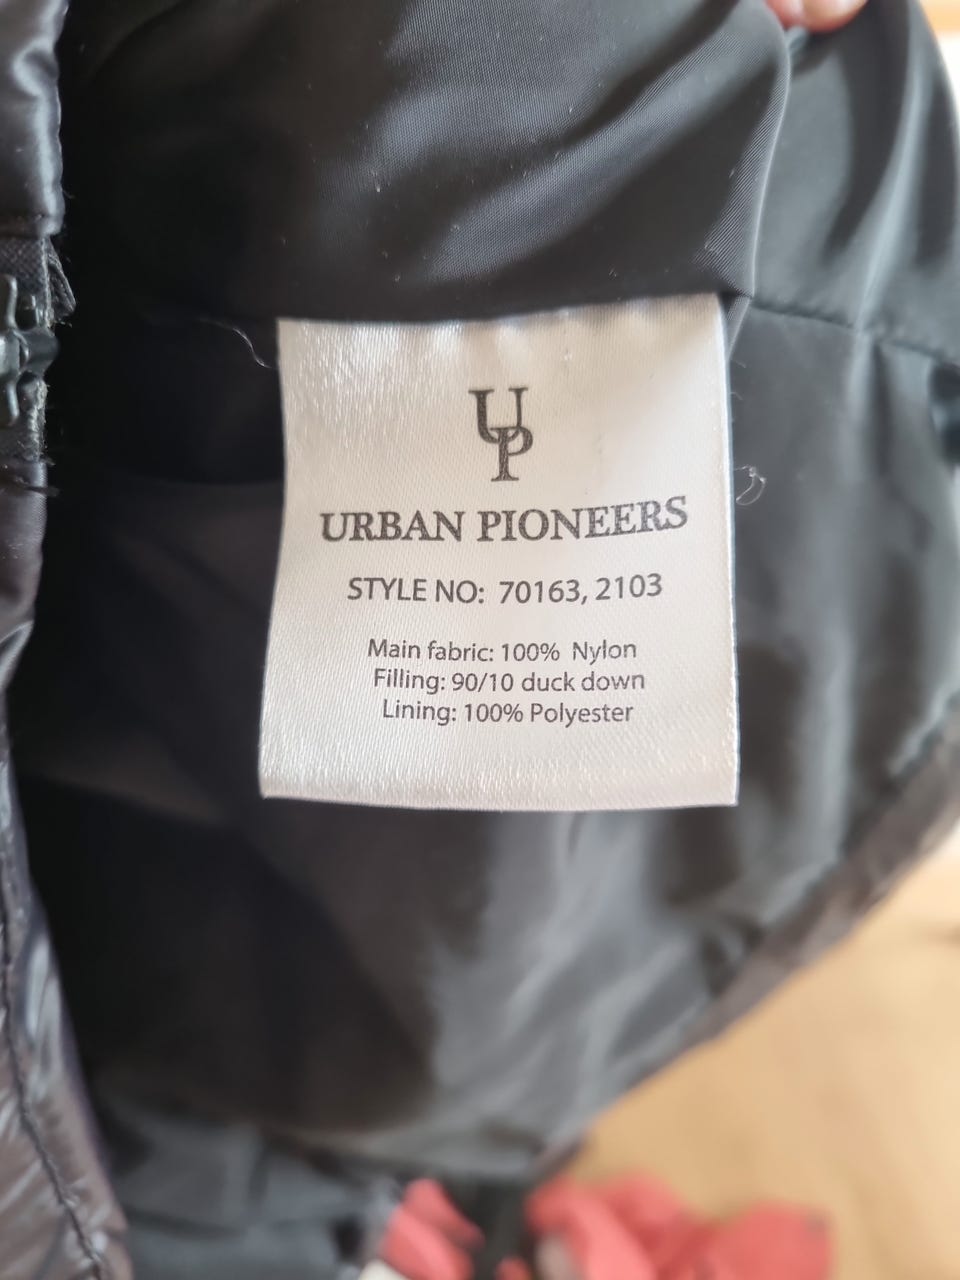 UP
URBAN PIONEERS
STYLE NO: 70163, 2103
Main fabric: 100% Nylon
Filling: 90/10 duck down
Lining: 100% Polyester